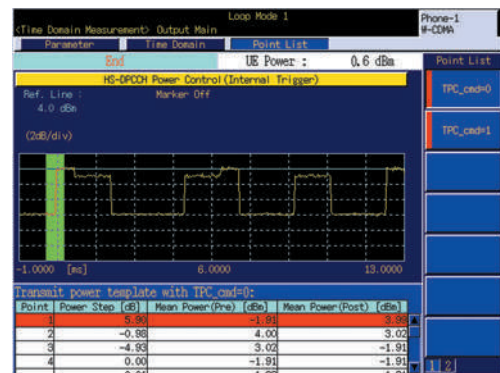 Loop Mode 1
<Time Domain Measurement> Output Main
Phone-1
W-CDMA
Parameter Time Domain Point List
End UE Power : 0.6 dBm
Point List
HS-DPCCH Power Control(Internal Trigger)
Ref. Line : Marker Off
4.0 dBm
(2dB/div)
TPC_cmd=0
TPC_cmd=1
-1.0000 [ms] 6.0000 13.0000
Transmit power template with TPC_cmd=0:
Point Power Step [dB] Mean Power(Pre) [dBm] Mean Power(Post) [dBm]
1 5.90 -1.91 3.99
2 -0.98 4.00 3.02
3 -4.93 3.02 -1.91
4 0.00 -1.91 -1.91
1 2